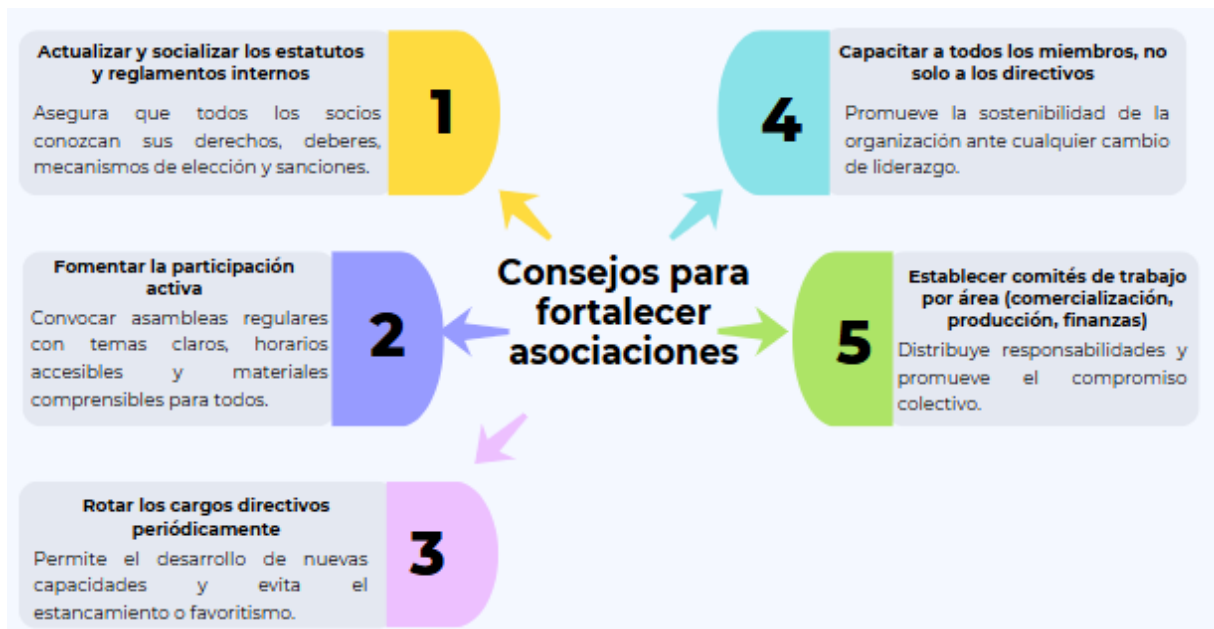 Actualizar y socializar los estatutos
y reglamentos internos
Asegura que todos los socios
conozcan sus derechos, deberes,
mecanismos de elección y sanciones.
1
Fomentar la participación
activa
Convocar asambleas regulares
con temas claros, horarios
accesibles y materiales
comprensibles para todos.
2
Rotar los cargos directivos
periódicamente
Permite el desarrollo de nuevas
capacidades y evita el
estancamiento o favoritismo.
3
Consejos para
fortalecer
asociaciones
4
Capacitar a todos los miembros, no
solo a los directivos
Promueve la sostenibilidad de la
organización ante cualquier cambio
de liderazgo.
5
Establecer comités de trabajo
por área (comercialización,
producción, finanzas)
Distribuye responsabilidades y
promueve el compromiso
colectivo.